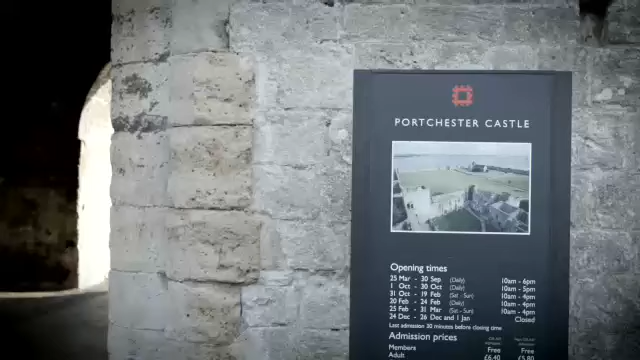 PORTCHESTER CASTLE
Opening times
25 Mar - 30 Sep (Daily) 10am - 6pm
1 Oct - 30 Oct (Daily) 10am - 5pm
31 Oct - 19 Feb (Sat - Sun) 10am - 4pm
20 Feb - 24 Feb (Daily) 10am - 4pm
25 Feb - 31 Mar (Sat - Sun) 10am - 4pm
24 Dec - 26 Dec and 1 Jan Closed
Last admission 30 minutes before closing time
Admission prices
Members Free Free
Adult £6.40 £5.80